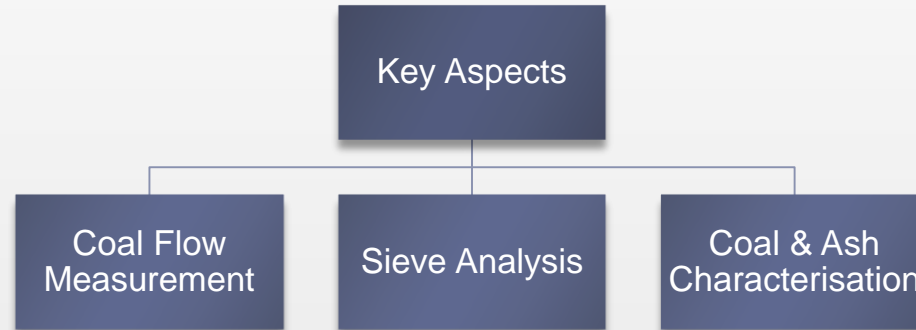 Key Aspects
Coal Flow
Measurement
Sieve Analysis
Coal & Ash
Characterisation